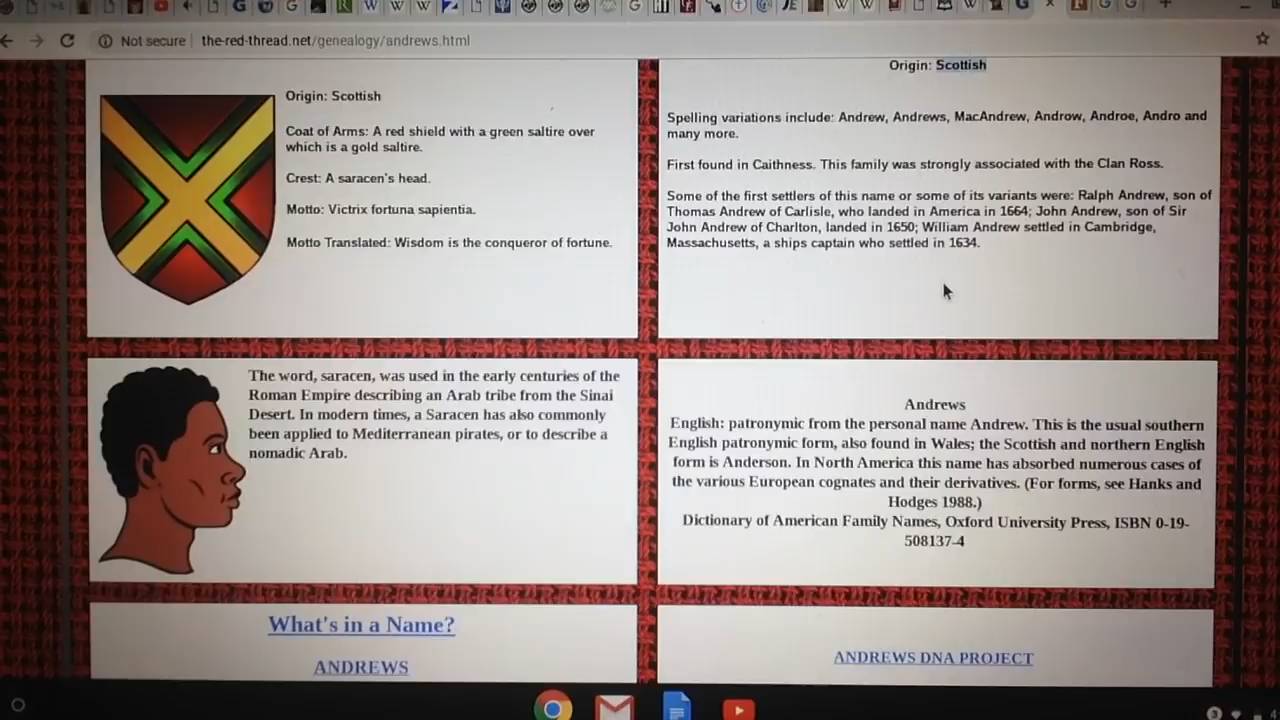 Not secure
the-red-thread.net/genealogy/andrews.html
Origin: Scottish
Coat of Arms: A red shield with a green saltire over
which is a gold saltire.
Crest: A saracen's head.
Motto: Victrix fortuna sapientia.
Motto Translated: Wisdom is the conqueror of fortune.
Origin: Scottish
Spelling variations include: Andrew, Andrews, MacAndrew, Androw, Androe, Andro and
many more.
First found in Caithness. This family was strongly associated with the Clan Ross.
Some of the first settlers of this name or some of its variants were: Ralph Andrew, son of
Thomas Andrew of Carlisle, who landed in America in 1664; John Andrew, son of Sir
John Andrew of Charlton, landed in 1650; William Andrew settled in Cambridge,
Massachusetts, a ships captain who settled in 1634.
The word, saracen, was used in the early centuries of the
Roman Empire describing an Arab tribe from the Sinai
Desert. In modern times, a Saracen has also commonly
been applied to Mediterranean pirates, or to describe a
nomadic Arab.
Andrews
English: patronymic from the personal name Andrew. This is the usual southern
English patronymic form, also found in Wales; the Scottish and northern English
form is Anderson. In North America this name has absorbed numerous cases of
the various European cognates and their derivatives. (For forms, see Hanks and
Hodges 1988.)
Dictionary of American Family Names, Oxford University Press, ISBN 0-19-
508137-4
What's in a Name?
ANDREWS
ANDREWS DNA PROJECT